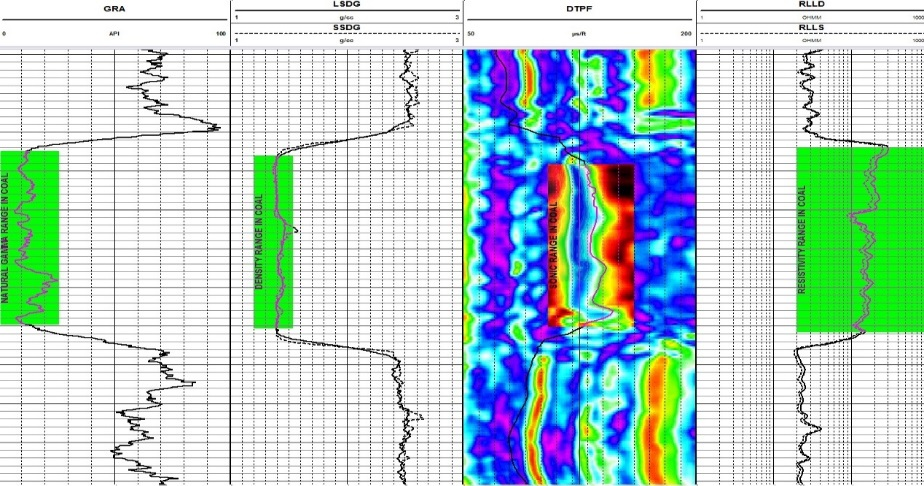 GRA
0 API 100
LSDG
1 g/cc 3
SSDG
1 g/cc 3
DTPF
50 µs/ft 200
RLLD
1 OHMM 1000
RLLS
1 OHMM 1000
NATURAL GAMMA RANGE IN COAL
DENSITY RANGE IN COAL
SONIC RANGE IN COAL
RESISTIVITY RANGE IN COAL